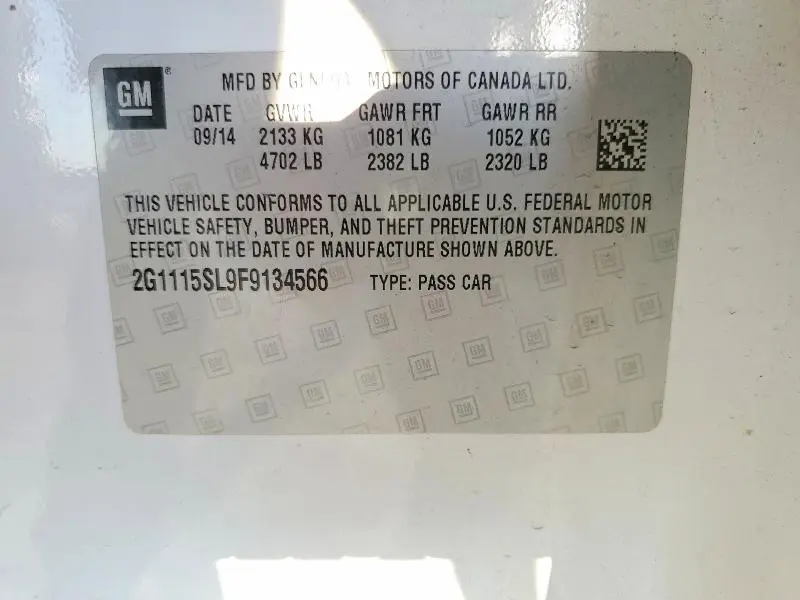 GM
MFD BY GENERAL MOTORS OF CANADA LTD.
DATE GVWR GAWR FRT GAWR RR
09/14 2133 KG 1081 KG 1052 KG
4702 LB 2382 LB 2320 LB
THIS VEHICLE CONFORMS TO ALL APPLICABLE U.S. FEDERAL MOTOR
VEHICLE SAFETY, BUMPER, AND THEFT PREVENTION STANDARDS IN
EFFECT ON THE DATE OF MANUFACTURE SHOWN ABOVE.
2G1115SL9F9134566 TYPE: PASS CAR